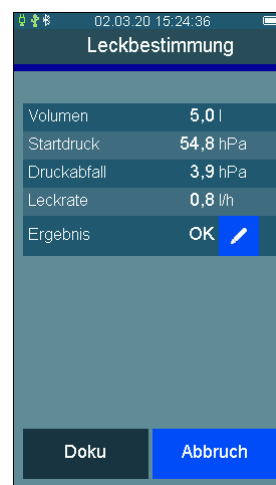 02.03.20 15:24:36
Leckbestimmung
Volumen 5,0 l
Startdruck 54,8 hPa
Druckabfall 3,9 hPa
Leckrate 0,8 l/h
Ergebnis OK
Doku Abbruch